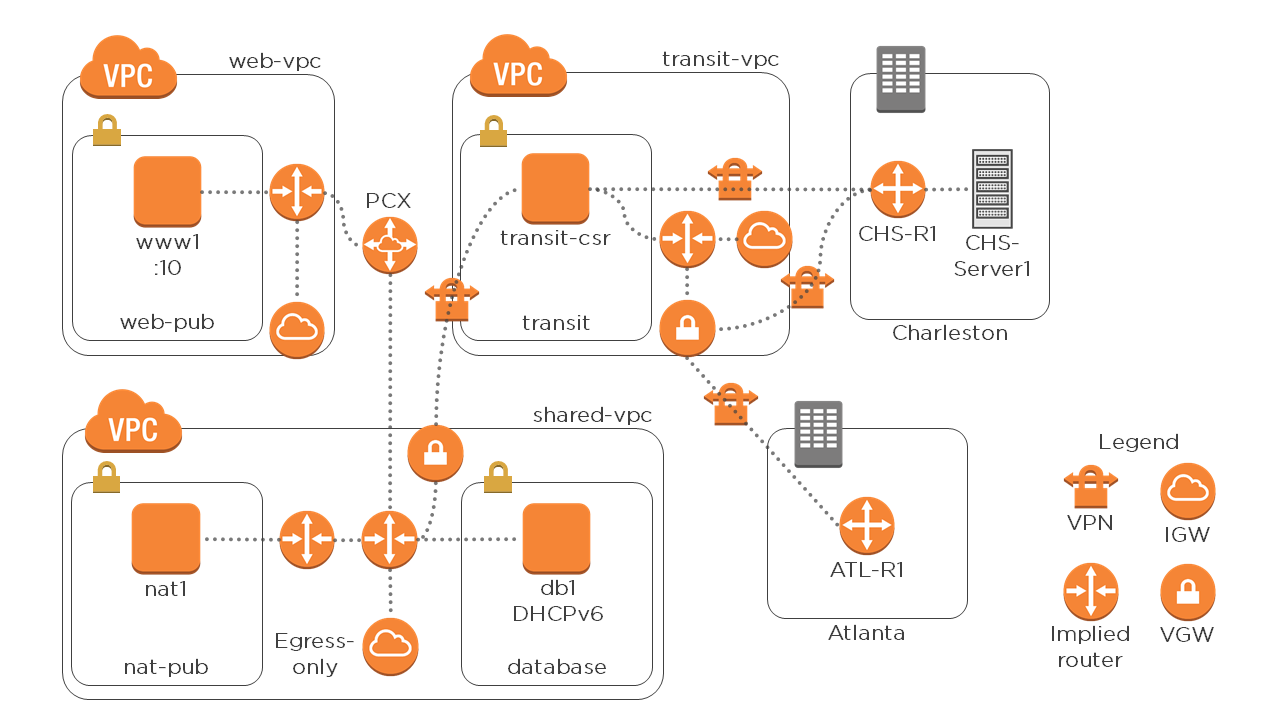 VPC
web-vpc
www1
:10
web-pub
PCX
VPC
transit-vpc
transit-csr
transit
CHS-R1
CHS-
Server1
Charleston
VPC
shared-vpc
nat1
nat-pub
Egress-
only
db1
DHCPv6
database
ATL-R1
Atlanta
Legend
VPN
IGW
Implied
router
VGW